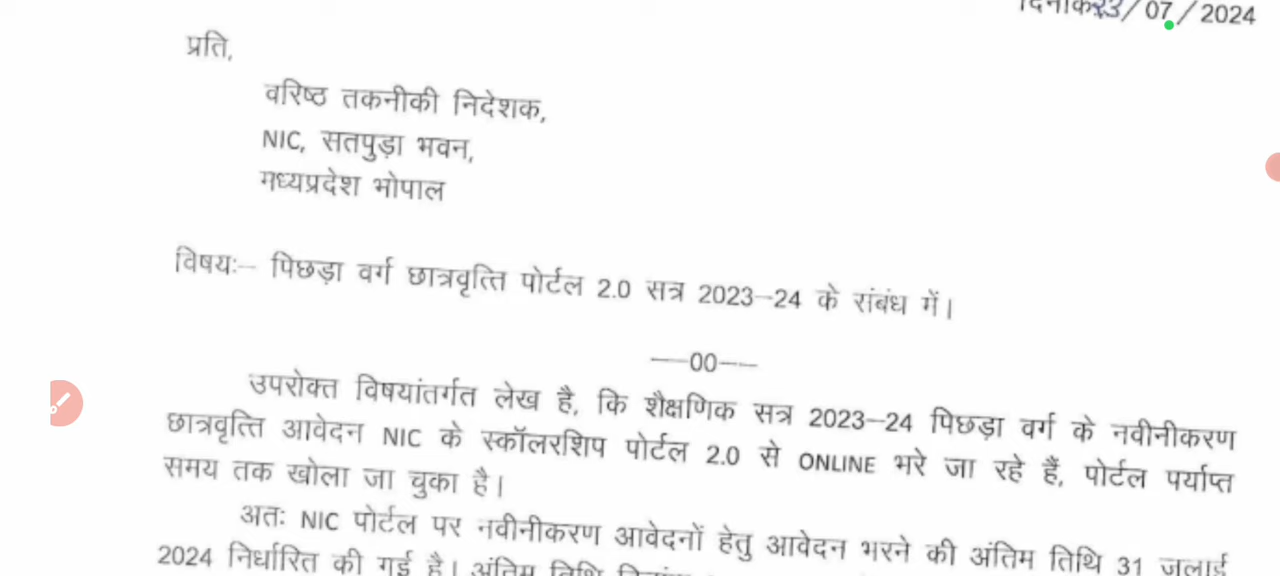 दिनांक23/07/2024
प्रति,
वरिष्ठ तकनीकी निदेशक,
NIC, सतपुड़ा भवन,
मध्यप्रदेश भोपाल
विषयः– पिछड़ा वर्ग छात्रवृत्ति पोर्टल 2.0 सत्र 2023–24 के संबंध में।
—00—
उपरोक्त विषयांतर्गत लेख है, कि शैक्षणिक सत्र 2023–24 पिछड़ा वर्ग के नवीनीकरण
छात्रवृत्ति आवेदन NIC के स्कॉलरशिप पोर्टल 2.0 से ONLINE भरे जा रहे हैं, पोर्टल पर्याप्त
समय तक खोला जा चुका है।
अतः NIC पोर्टल पर नवीनीकरण आवेदनों हेतु आवेदन भरने की अंतिम तिथि 31 जुलाई
2024 निर्धारित की गई है। अंतिम तिथि